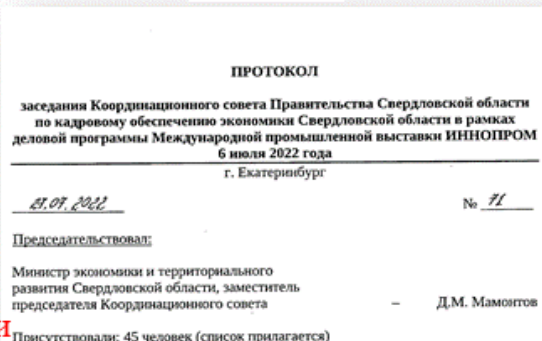 ПРОТОКОЛ
заседания Координационного совета Правительства Свердловской области
по кадровому обеспечению экономики Свердловской области в рамках
деловой программы Международной промышленной выставки ИННОПРОМ
6 июля 2022 года
г. Екатеринбург
27.07.2022 № 71
Председательствовал:
Министр экономики и территориального
развития Свердловской области, заместитель
председателя Координационного совета – Д.М. Мамонтов
и
Присутствовали: 45 человек (список прилагается)